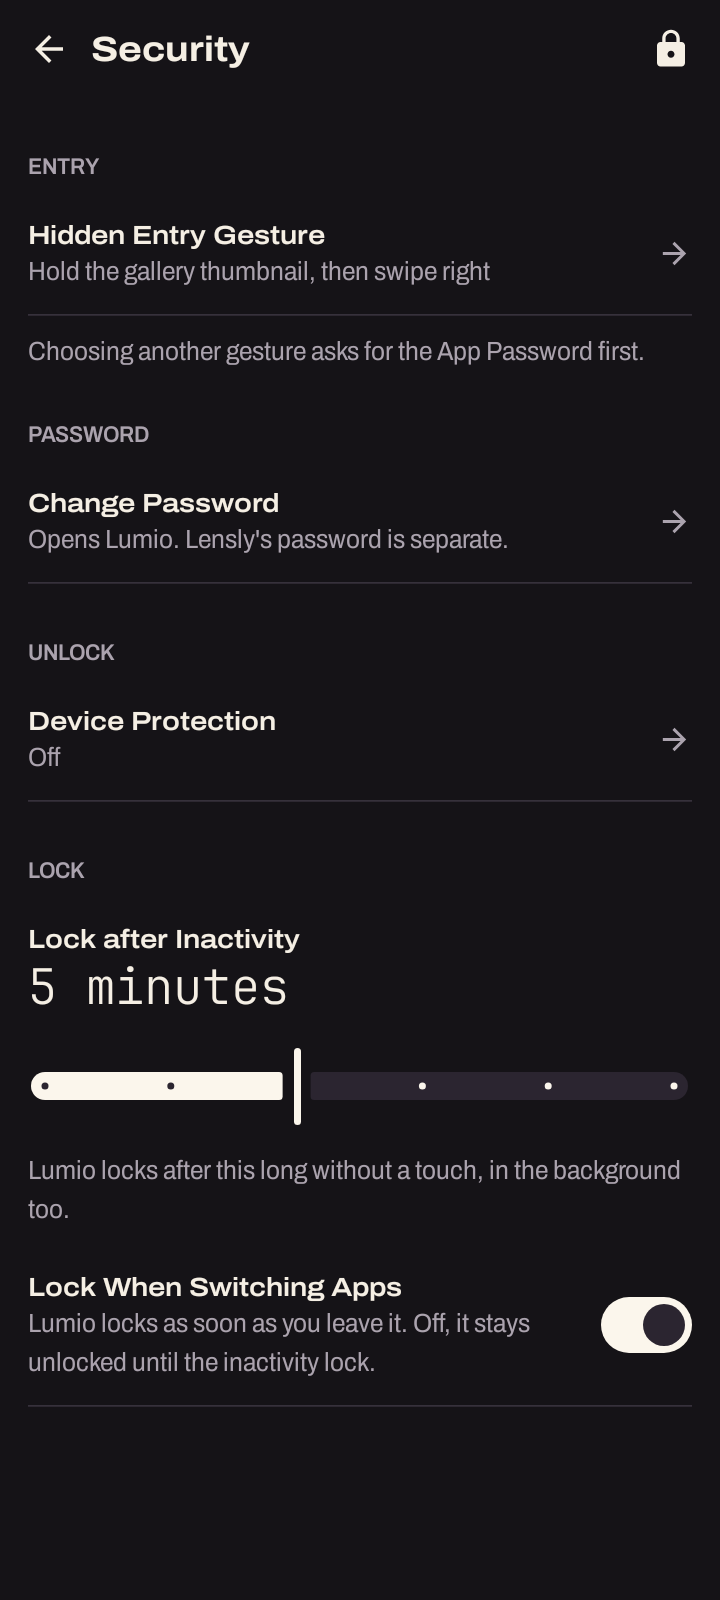 Security
ENTRY
Hidden Entry Gesture
Hold the gallery thumbnail, then swipe right
Choosing another gesture asks for the App Password first.
PASSWORD
Change Password
Opens Lumio. Lensly's password is separate.
UNLOCK
Device Protection
Off
LOCK
Lock after Inactivity
5 minutes
Lumio locks after this long without a touch, in the background
too.
Lock When Switching Apps
Lumio locks as soon as you leave it. Off, it stays
unlocked until the inactivity lock.